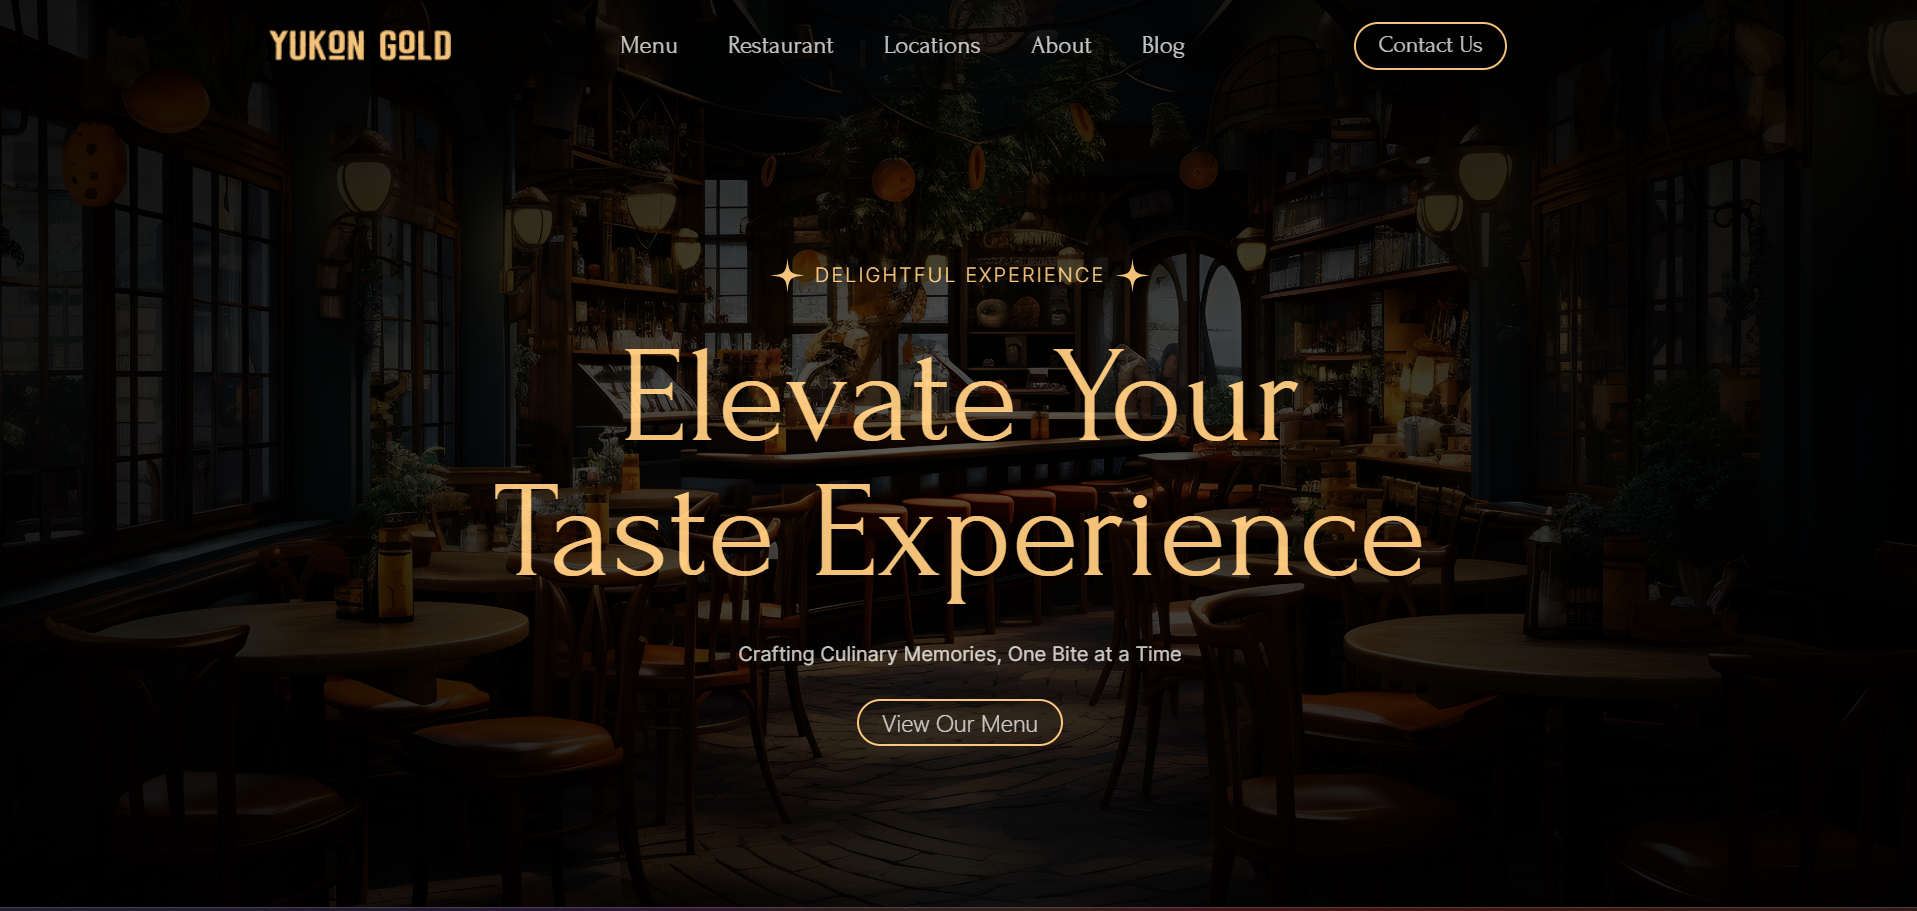 YUKON GOLD
Menu Restaurant Locations About Blog
Contact Us
DELIGHTFUL EXPERIENCE
Elevate Your
Taste Experience
Crafting Culinary Memories, One Bite at a Time
View Our Menu